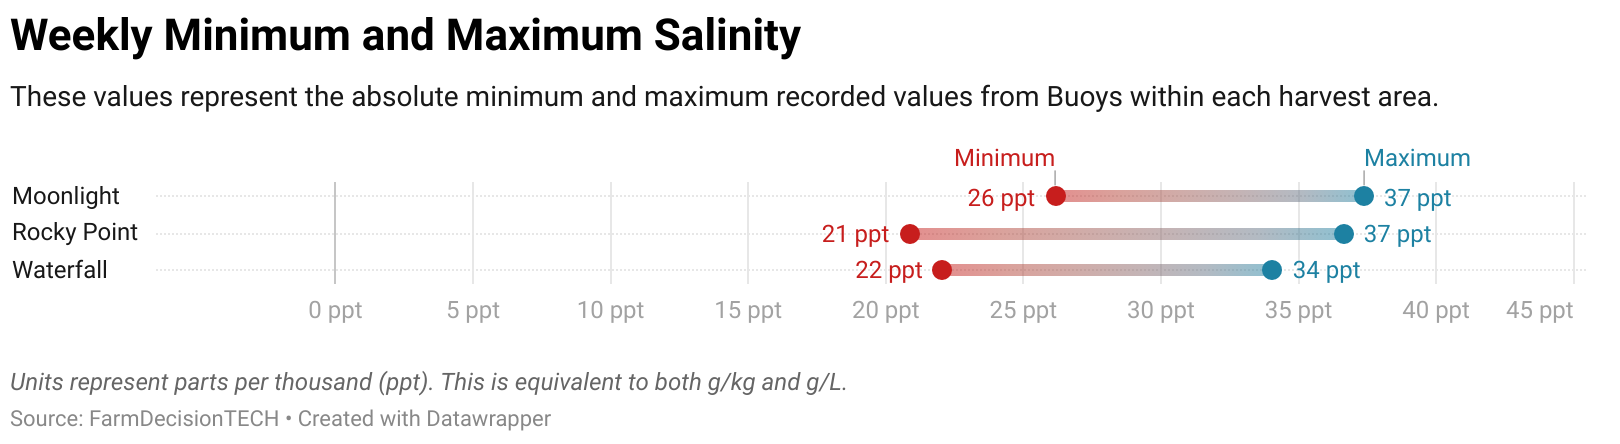 Weekly Minimum and Maximum Salinity
These values represent the absolute minimum and maximum recorded values from Buoys within each harvest area.
Minimum Maximum
Moonlight 26 ppt 37 ppt
Rocky Point 21 ppt 37 ppt
Waterfall 22 ppt 34 ppt
0 ppt 5 ppt 10 ppt 15 ppt 20 ppt 25 ppt 30 ppt 35 ppt 40 ppt 45 ppt
Units represent parts per thousand (ppt). This is equivalent to both g/kg and g/L.
Source: FarmDecisionTECH • Created with Datawrapper